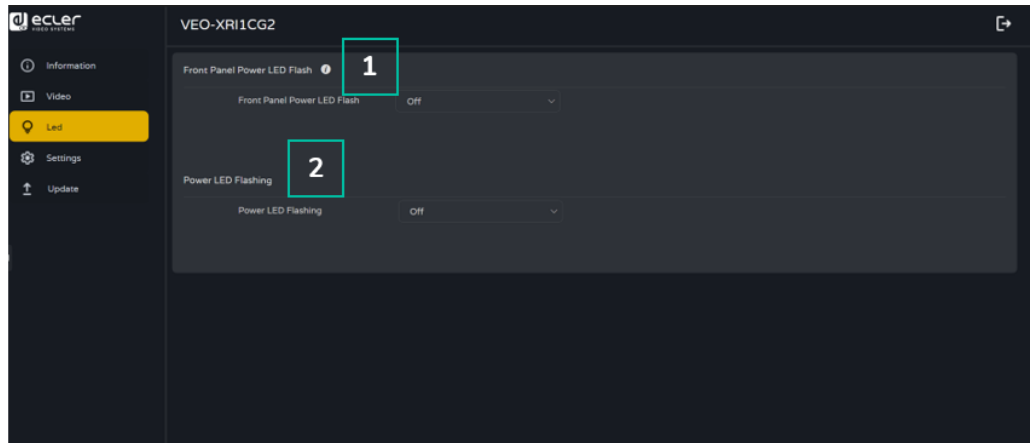 ecler
VIDEO SYSTEMS
VEO-XRI1CG2
Information
Video
Led
Settings
Update
Front Panel Power LED Flash
1
Front Panel Power LED Flash Off
2
Power LED Flashing
Power LED Flashing Off